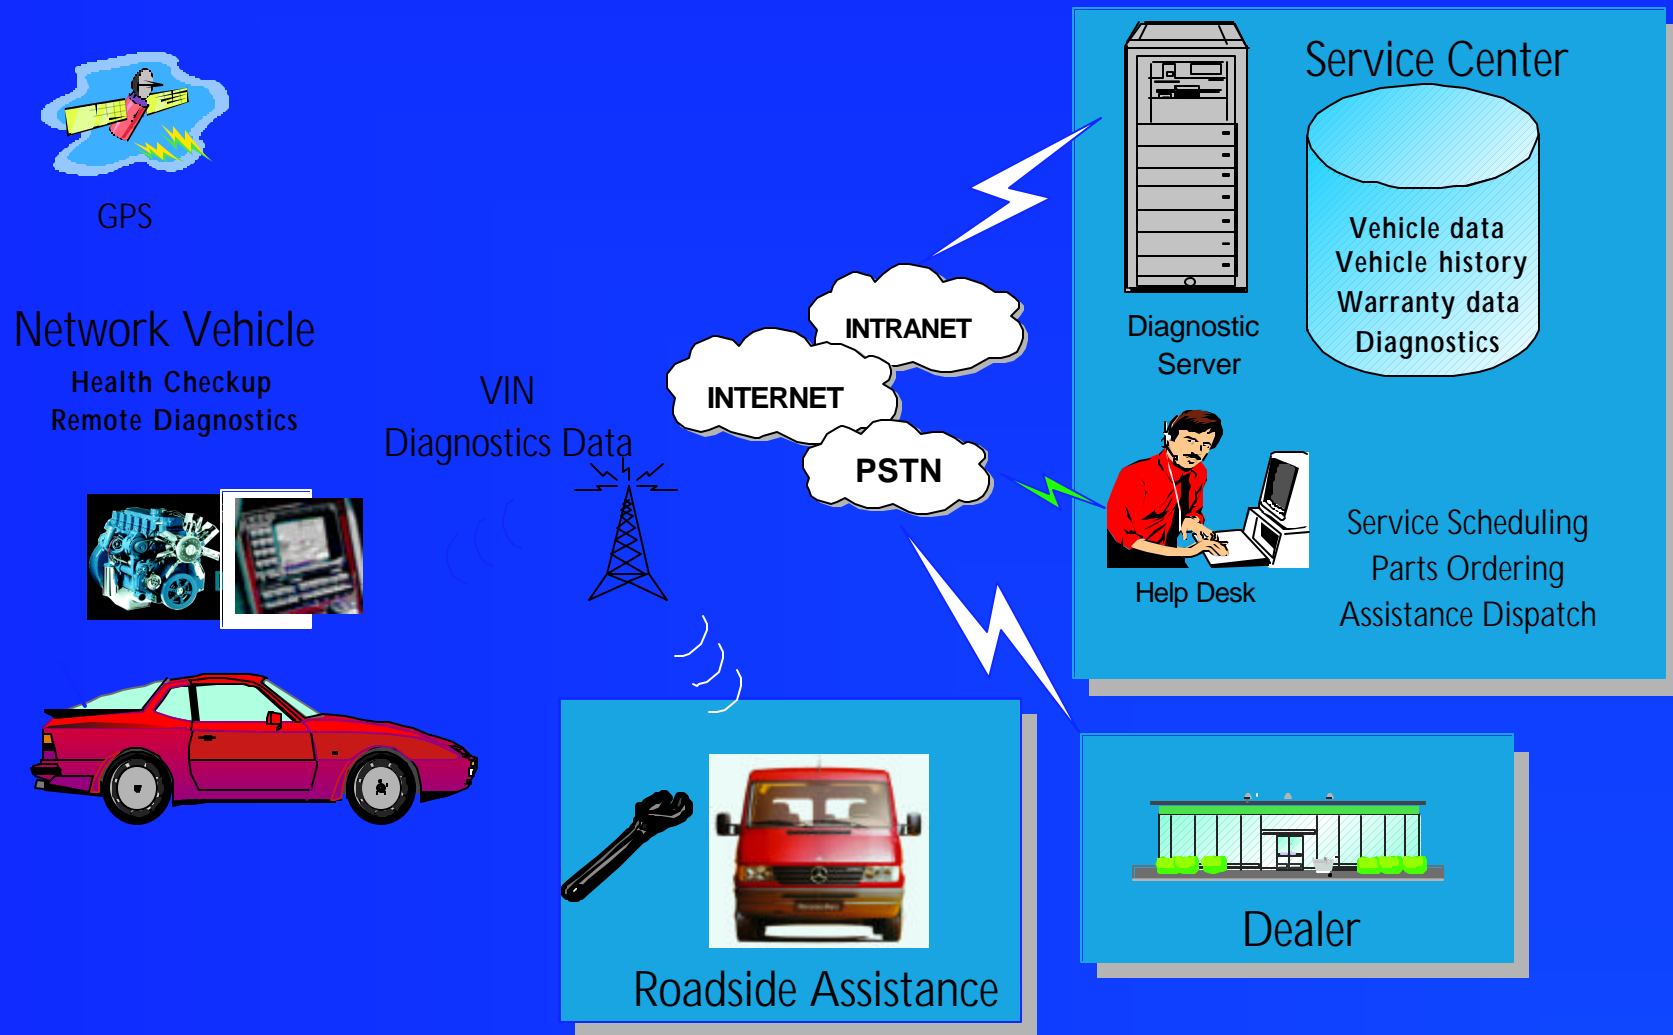 GPS
Network Vehicle
Health Checkup
Remote Diagnostics
VIN
Diagnostics Data
INTRANET
INTERNET
PSTN
Service Center
Vehicle data
Vehicle history
Warranty data
Diagnostics
Diagnostic
Server
Help Desk
Service Scheduling
Parts Ordering
Assistance Dispatch
Roadside Assistance
Dealer